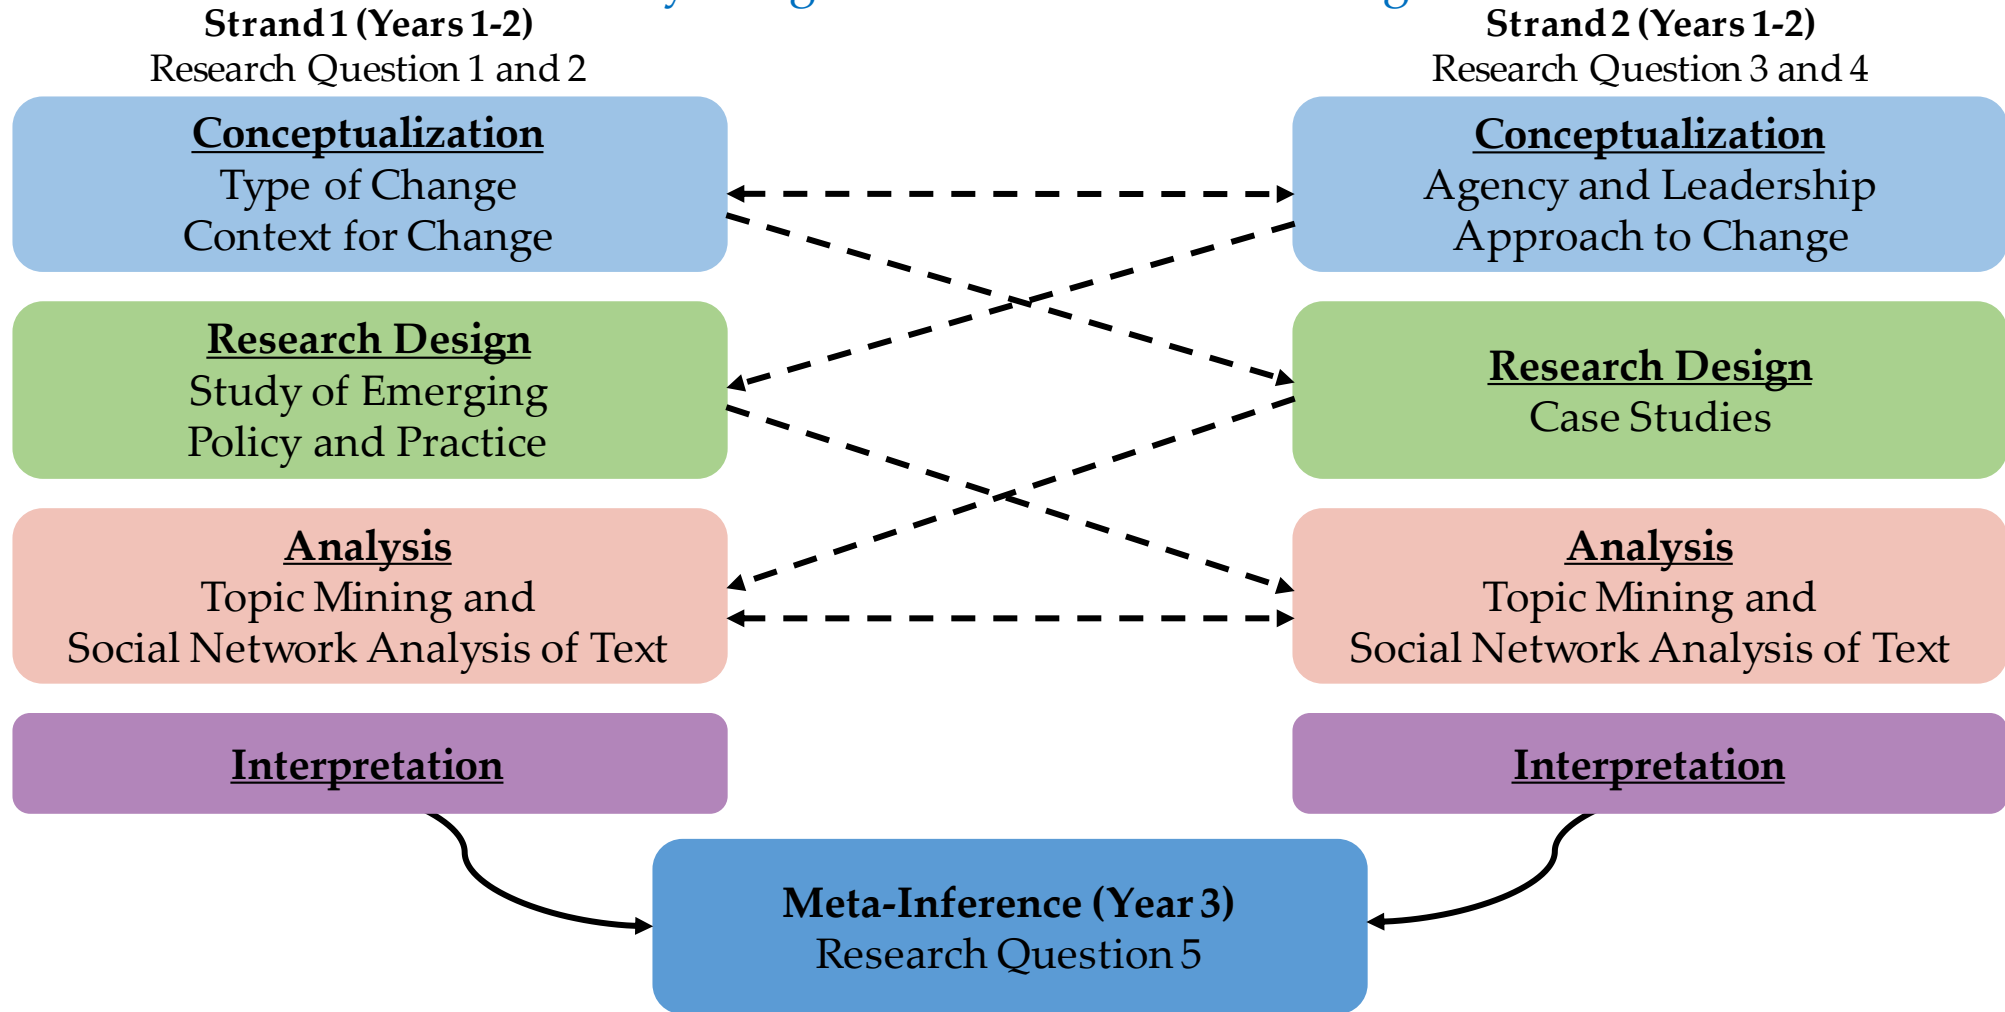 Strand 1 (Years 1-2)
Research Question 1 and 2
Conceptualization
Type of Change
Context for Change
Research Design
Study of Emerging
Policy and Practice
Analysis
Topic Mining and
Social Network Analysis of Text
Interpretation
Strand 2 (Years 1-2)
Research Question 3 and 4
Conceptualization
Agency and Leadership
Approach to Change
Research Design
Case Studies
Analysis
Topic Mining and
Social Network Analysis of Text
Interpretation
Meta-Inference (Year 3)
Research Question 5